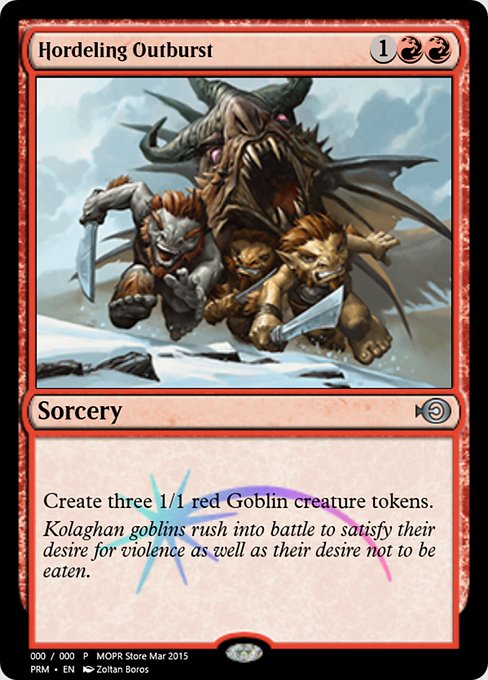 Hordeling Outburst 1
Sorcery
Create three 1/1 red Goblin creature tokens.
Kolaghan goblins rush into battle to satisfy their
desire for violence as well as their desire not to be
eaten.
000 / 000 P MOPR Store Mar 2015
PRM • EN Zoltan Boros